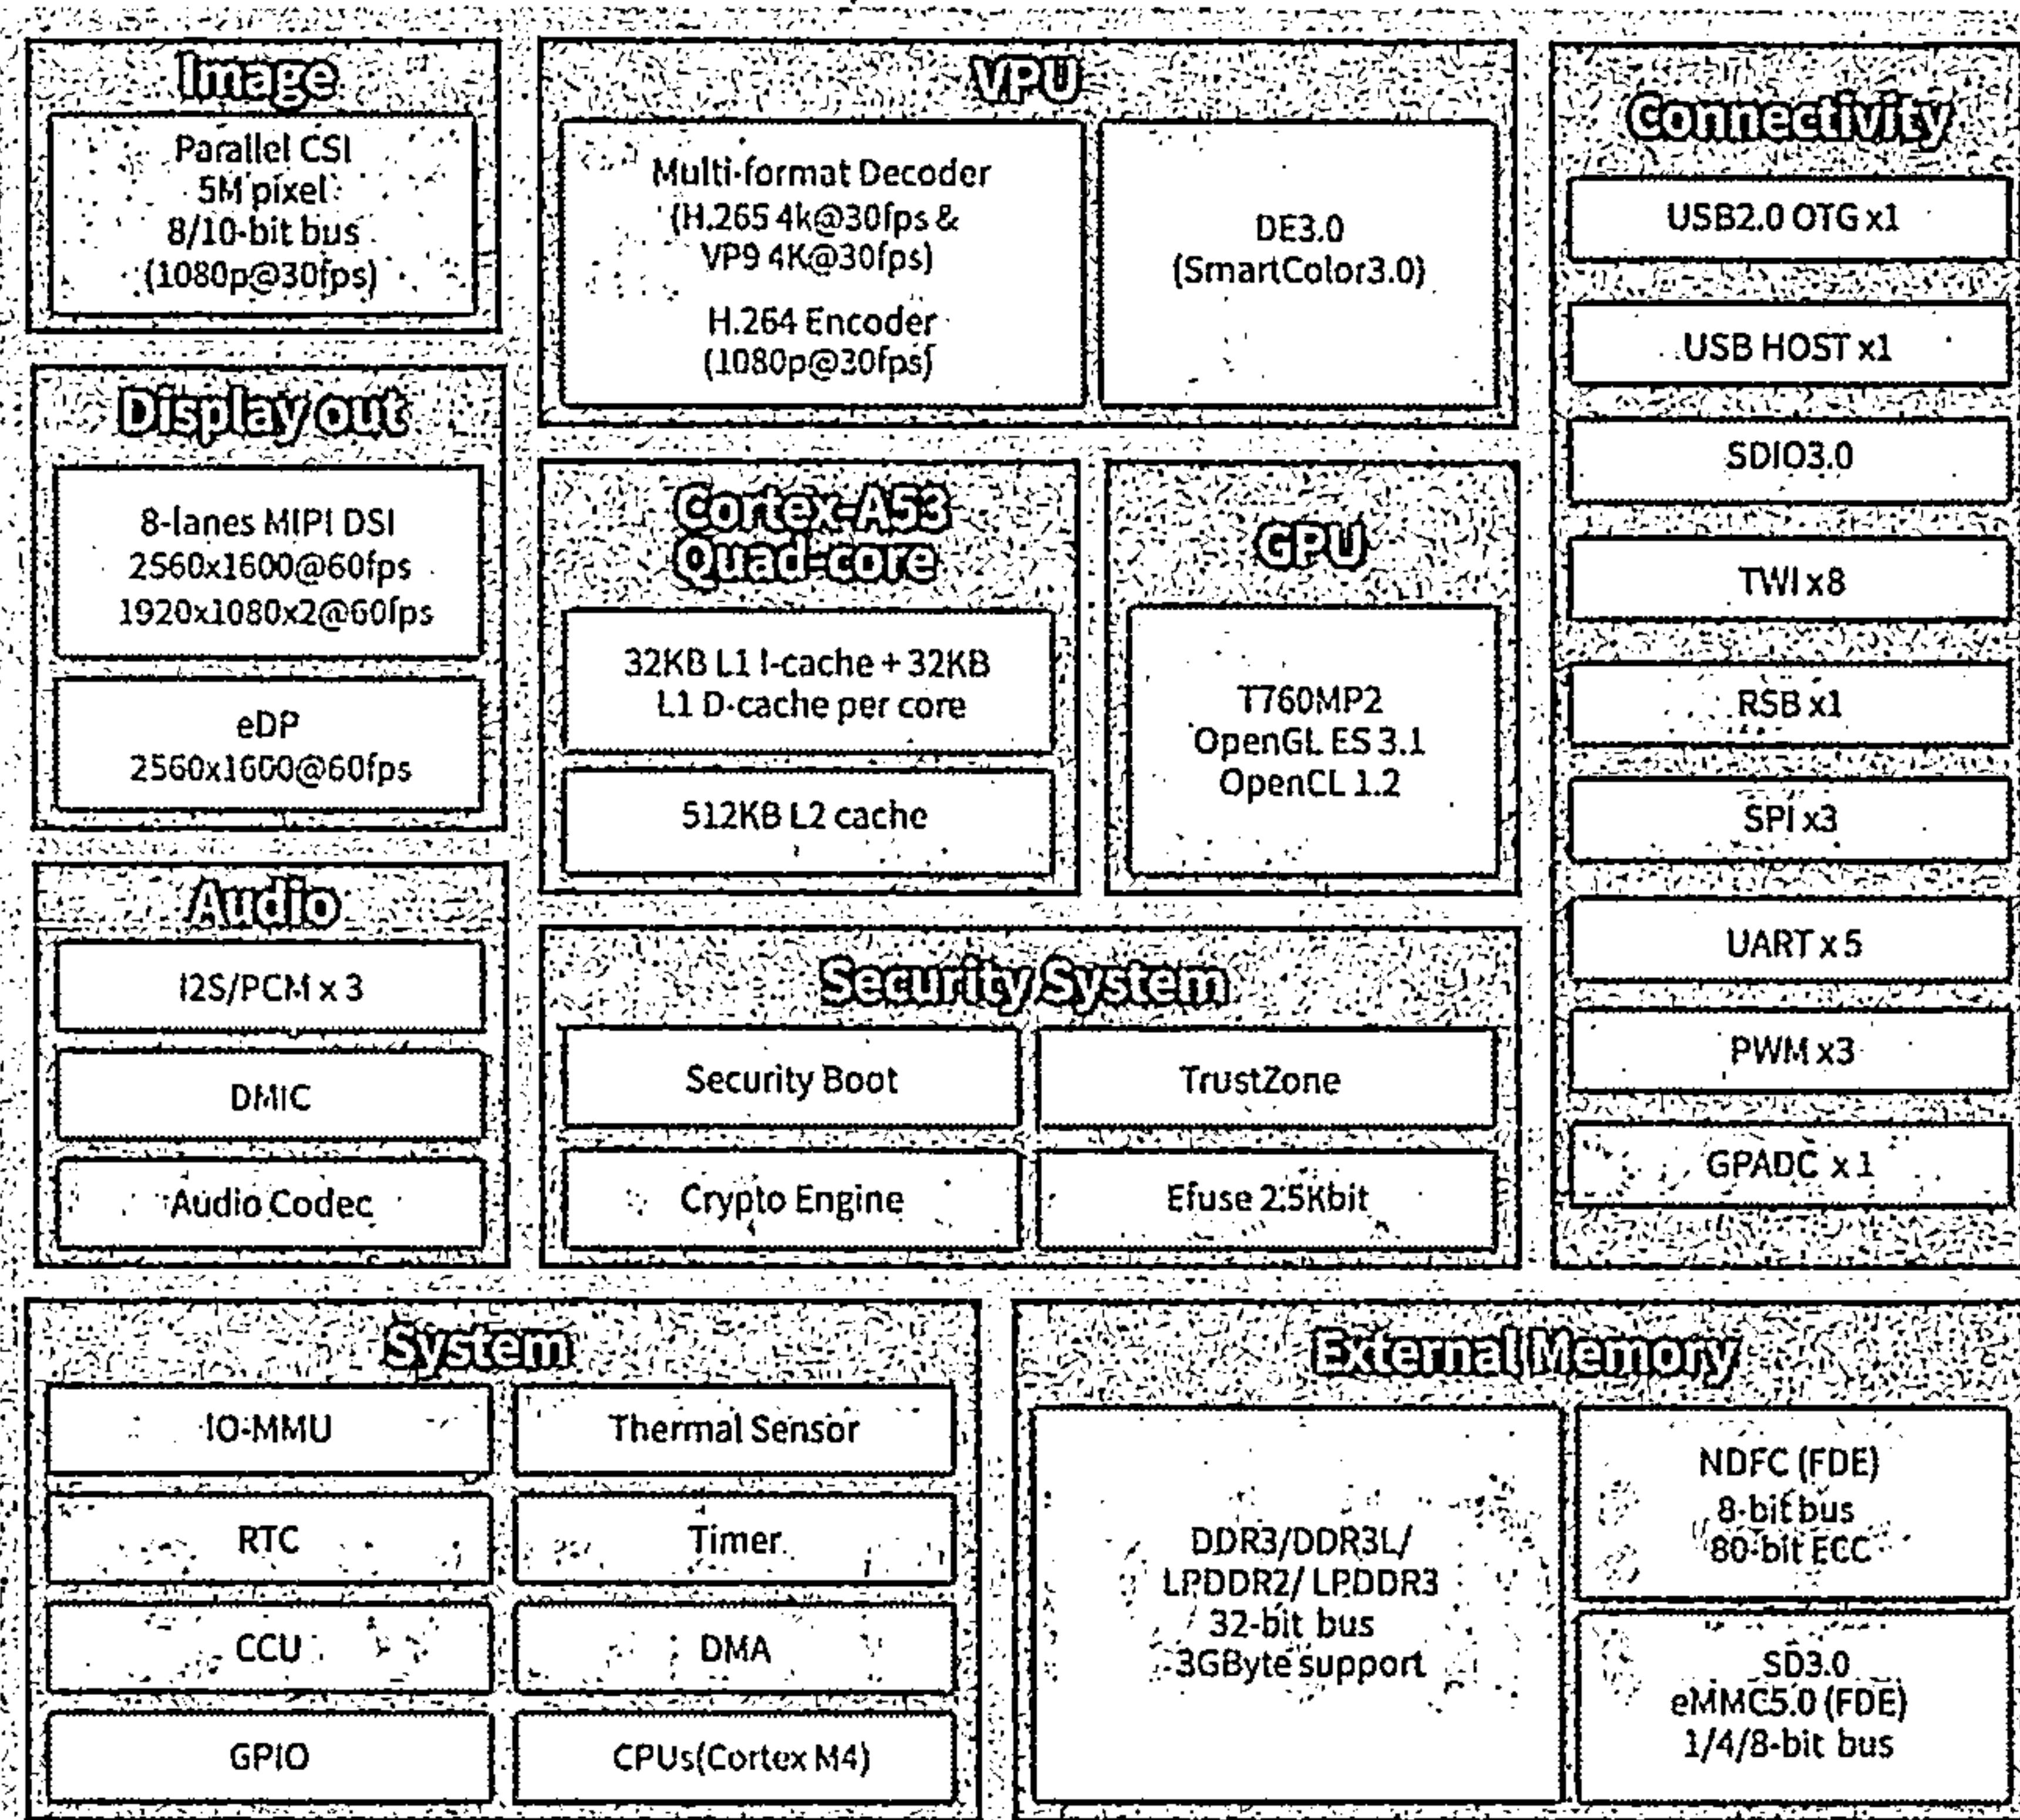 Image
Parallel CSI
5M pixel
8/10-bit bus
(1080p@30fps)
Display out
8-lanes MIPI DSI
2560x1600@60fps
1920x1080x2@60fps
eDP
2560x1600@60fps
Audio
I2S/PCM x 3
DMIC
Audio Codec
VPU
Multi-format Decoder
(H.265 4k@30fps &
VP9 4K@30fps)
H.264 Encoder
(1080p@30fps)
DE3.0
(SmartColor3.0)
Cortex-A53
Quad-core
32KB L1 I-cache + 32KB
L1 D-cache per core
512KB L2 cache
GPU
T760MP2
OpenGL ES 3.1
OpenCL 1.2
Security System
Security Boot
TrustZone
Crypto Engine
Efuse 2.5Kbit
Connectivity
USB2.0 OTG x1
USB HOST x1
SDIO3.0
TWI x8
RSB x1
SPI x3
UART x 5
PWM x3
GPADC x 1
System
IO-MMU
Thermal Sensor
RTC
Timer
CCU
DMA
GPIO
CPUs(Cortex M4)
External Memory
DDR3/DDR3L/
LPDDR2/ LPDDR3
32-bit bus
3GByte support
NDFC (FDE)
8-bit bus
80-bit ECC
SD3.0
eMMC5.0 (FDE)
1/4/8-bit bus